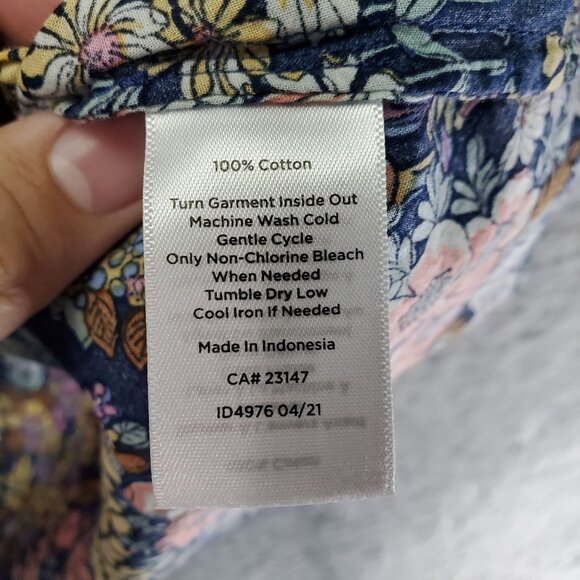 100% Cotton
Turn Garment Inside Out
Machine Wash Cold
Gentle Cycle
Only Non-Chlorine Bleach
When Needed
Tumble Dry Low
Cool Iron If Needed
Made In Indonesia
CA# 23147
ID4976 04/21